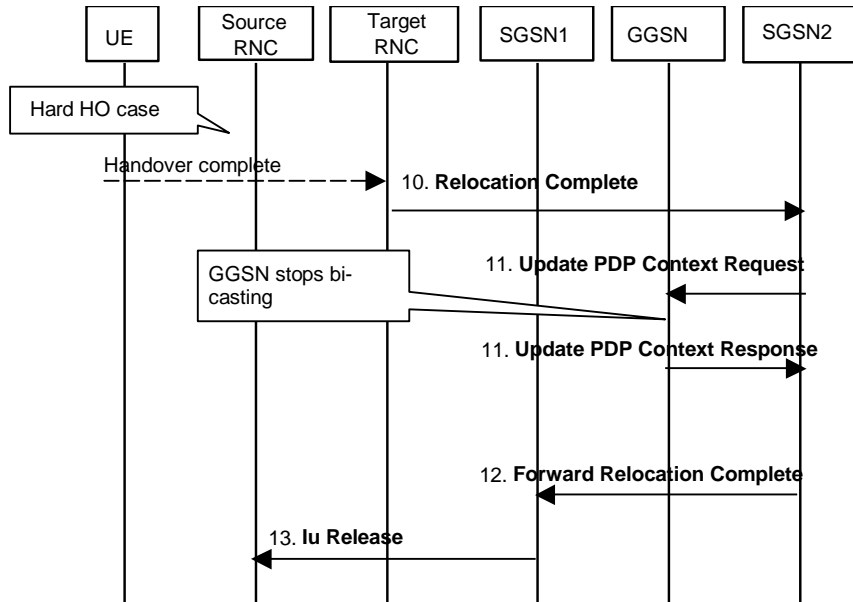 UE
Source
RNC
Target
RNC
SGSN1
GGSN
SGSN2
Hard HO case
Handover complete
10. Relocation Complete
11. Update PDP Context Request
GGSN stops bi-
casting
11. Update PDP Context Response
12. Forward Relocation Complete
13. Iu Release